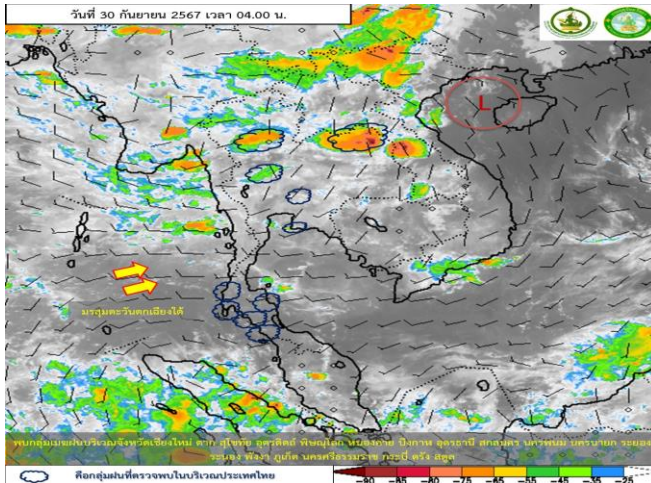 วันที่ 30 กันยายน 2567 เวลา 04.00 น.
L
มรสุมตะวันตกเฉียงใต้
พบกลุ่มเมฆฝนบริเวณจังหวัดเชียงใหม่ ตาก สุโขทัย อุตรดิตถ์ พิษณุโลก หนองคาย บึงกาฬ อุดรธานี สกลนคร นครพนม นครนายก ระยอง
ระนอง พังงา ภูเก็ต นครศรีธรรมราช กระบี่ ตรัง สตูล
คือกลุ่มฝนที่ตรวจพบในบริเวณประเทศไทย
-90 -85 -75 -65 -55 -45 -35 -25